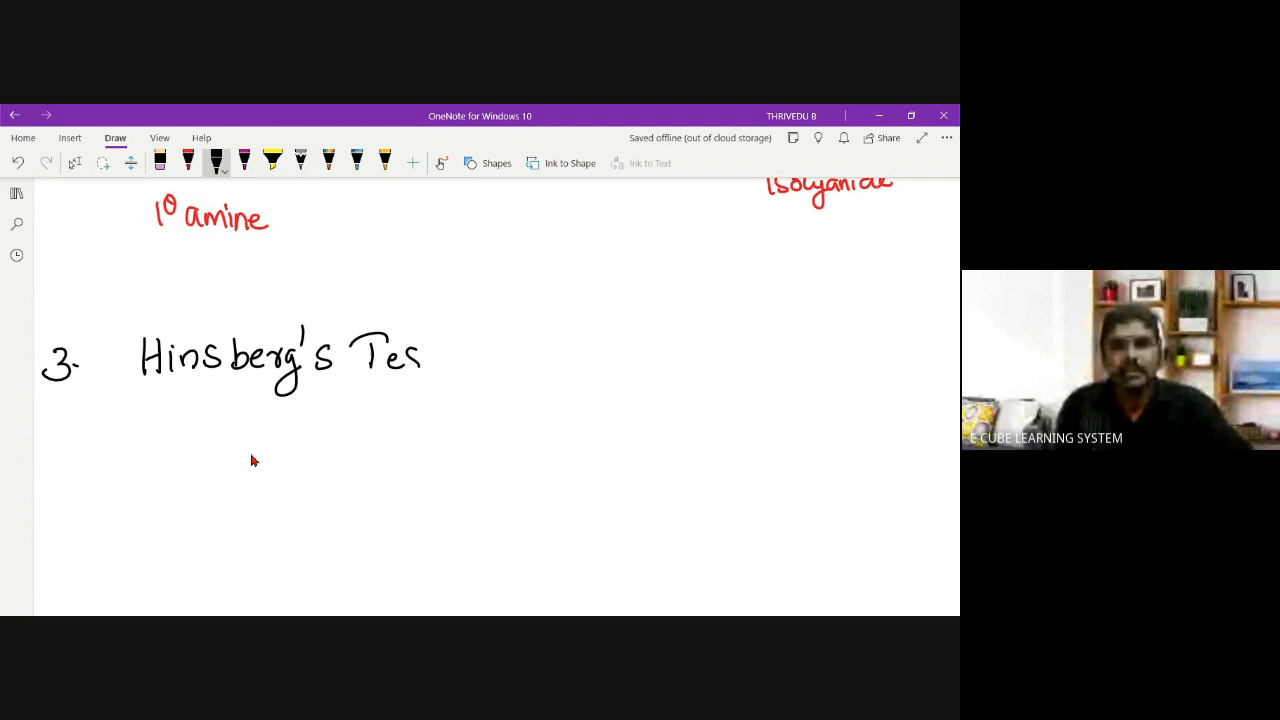 OneNote for Windows 10
THRIVEDU B
Home Insert Draw View Help
Saved offline (out of cloud storage)
Share
Shapes
Ink to Shape
Ink to Text
Isocyanide
1° amine
3. Hinsberg's Tes
E CUBE LEARNING SYSTEM